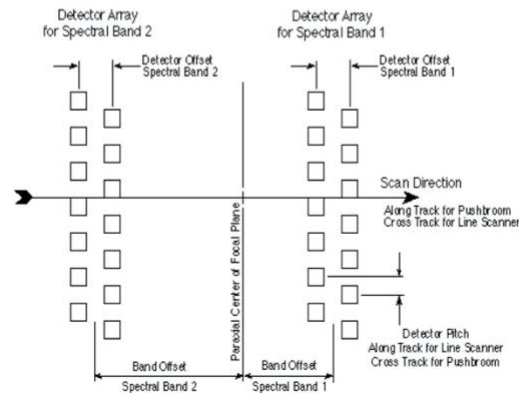 Detector Array
for Spectral Band 2
Detector Array
for Spectral Band 1
Detector Offset
Spectral Band 2
Detector Offset
Spectral Band 1
Scan Direction
Along Track for Pushbroom
Cross Track for Line Scanner
Paraxial Center of Focal Plane
Detector Pitch
Along Track for Line Scanner
Cross Track for Pushbroom
Band Offset
Spectral Band 2
Band Offset
Spectral Band 1